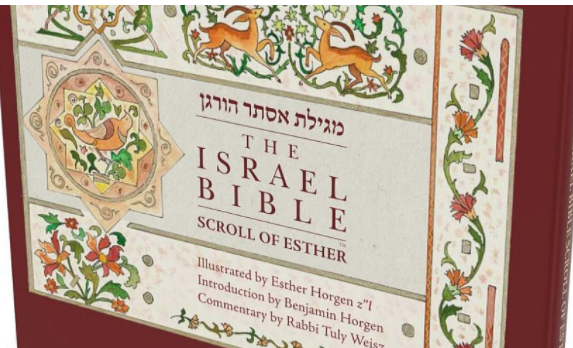 מגילת אסתר הורגן
THE
ISRAEL
BIBLE™
SCROLL OF ESTHER
Illustrated by Esther Horgen z"l
Introduction by Benjamin Horgen
Commentary by Rabbi Tuly Weisz